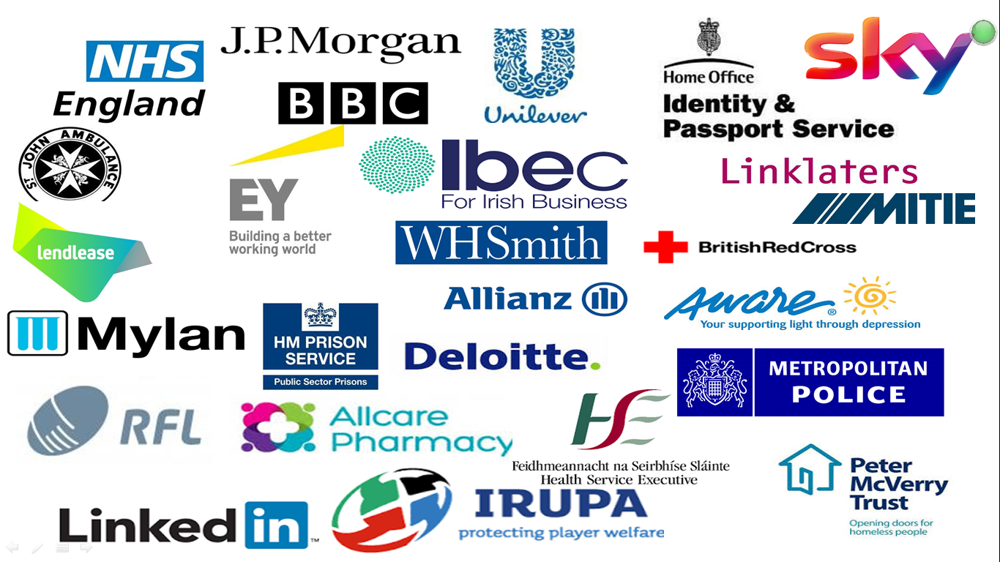 NHS
England
J.P.Morgan
BBC
Unilever
Home Office
Identity &
Passport Service
sky
ST. JOHN AMBULANCE
EY
Building a better
working world
Ibec
For Irish Business
Linklaters
MITIE
lendlease
WHSmith
BritishRedCross
Allianz
Aware®
Your supporting light through depression
Mylan
HM PRISON
SERVICE
Public Sector Prisons
Deloitte.
METROPOLITAN
POLICE
RFL
Allcare
Pharmacy
HSE
Feidhmeannacht na Seirbhíse Sláinte
Health Service Executive
Peter
McVerry
Trust
Opening doors for
homeless people
Linked in™
IRUPA
protecting player welfare